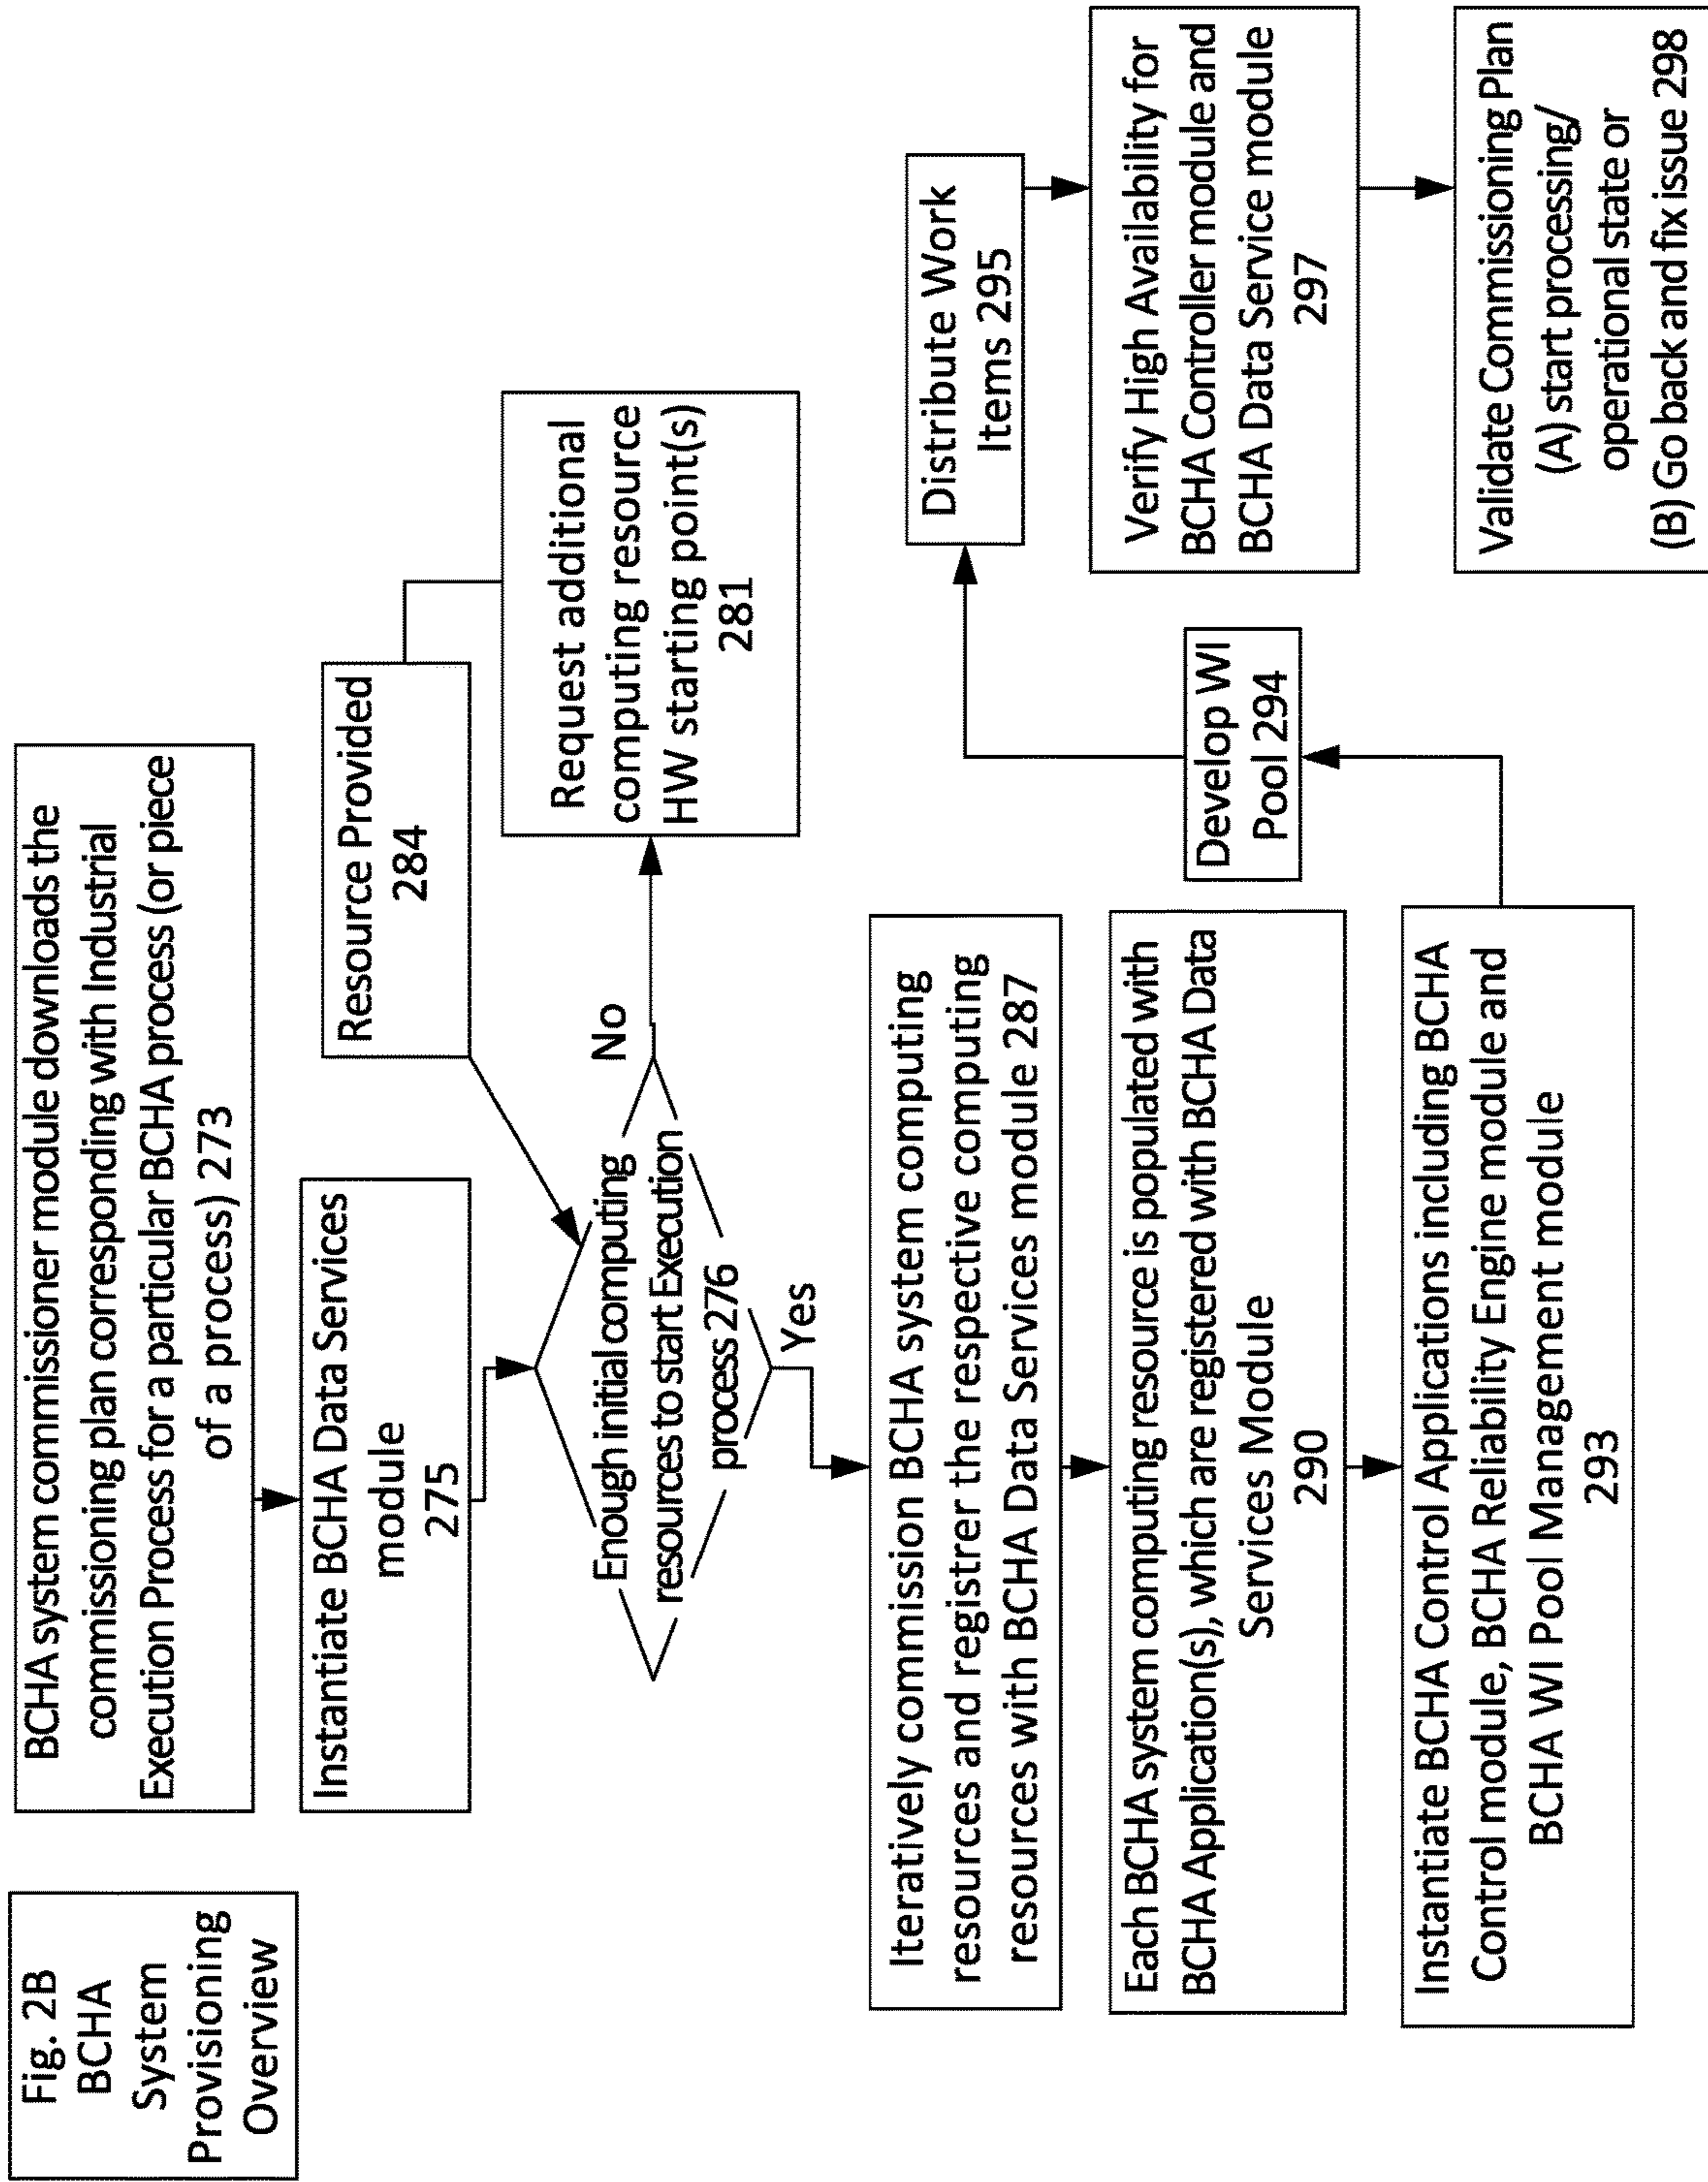 Fig. 2B
BCHA
System
Provisioning
Overview
BCHA system commissioner module downloads the
commissioning plan corresponding with Industrial
Execution Process for a particular BCHA process (or piece
of a process) 273
Instantiate BCHA Data Services
module
275
Enough initial computing
resources to start Execution
process 276
No
Yes
Resource Provided
284
Request additional
computing resource
HW starting point(s)
281
Iteratively commission BCHA system computing
resources and registrer the respective computing
resources with BCHA Data Services module 287
Each BCHA system computing resource is populated with
BCHA Application(s), which are registered with BCHA Data
Services Module
290
Instantiate BCHA Control Applications including BCHA
Control module, BCHA Reliability Engine module and
BCHA WI Pool Management module
293
Develop WI
Pool 294
Distribute Work
Items 295
Verify High Availability for
BCHA Controller module and
BCHA Data Service module
297
Validate Commissioning Plan
(A) start processing/
operational state or
(B) Go back and fix issue 298